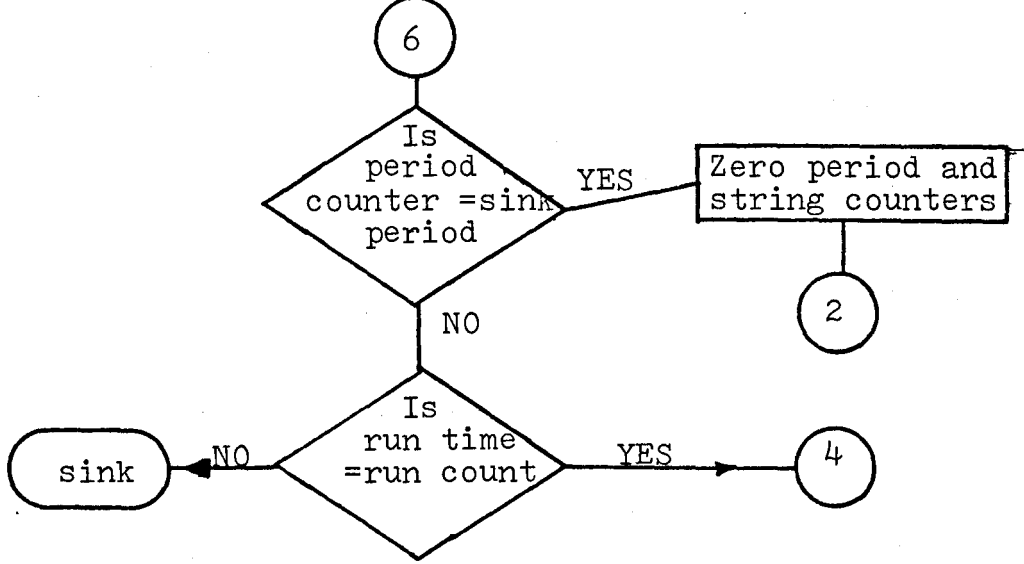 6
Is
period
counter =sink
period
YES
Zero period and
string counters
2
NO
Is
run time
=run count
NO
sink
YES
4